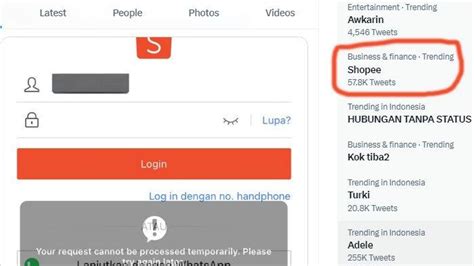 Latest
People
Photos
Videos
S
Lupa?
Login
Log in dengan no. handphone
ATAU
Your request cannot be processed temporarily. Please
try again later
Lanjutkan dengan WhatsApp
Entertainment · Trending
Awkarin
4,546 Tweets
Business & finance · Trending
Shopee
57.8K Tweets
Trending in Indonesia
HUBUNGAN TANPA STATUS
Business & finance · Trending
Kok tiba2
Trending in Indonesia
Turki
20.8K Tweets
Trending in Indonesia
Adele
255K Tweets